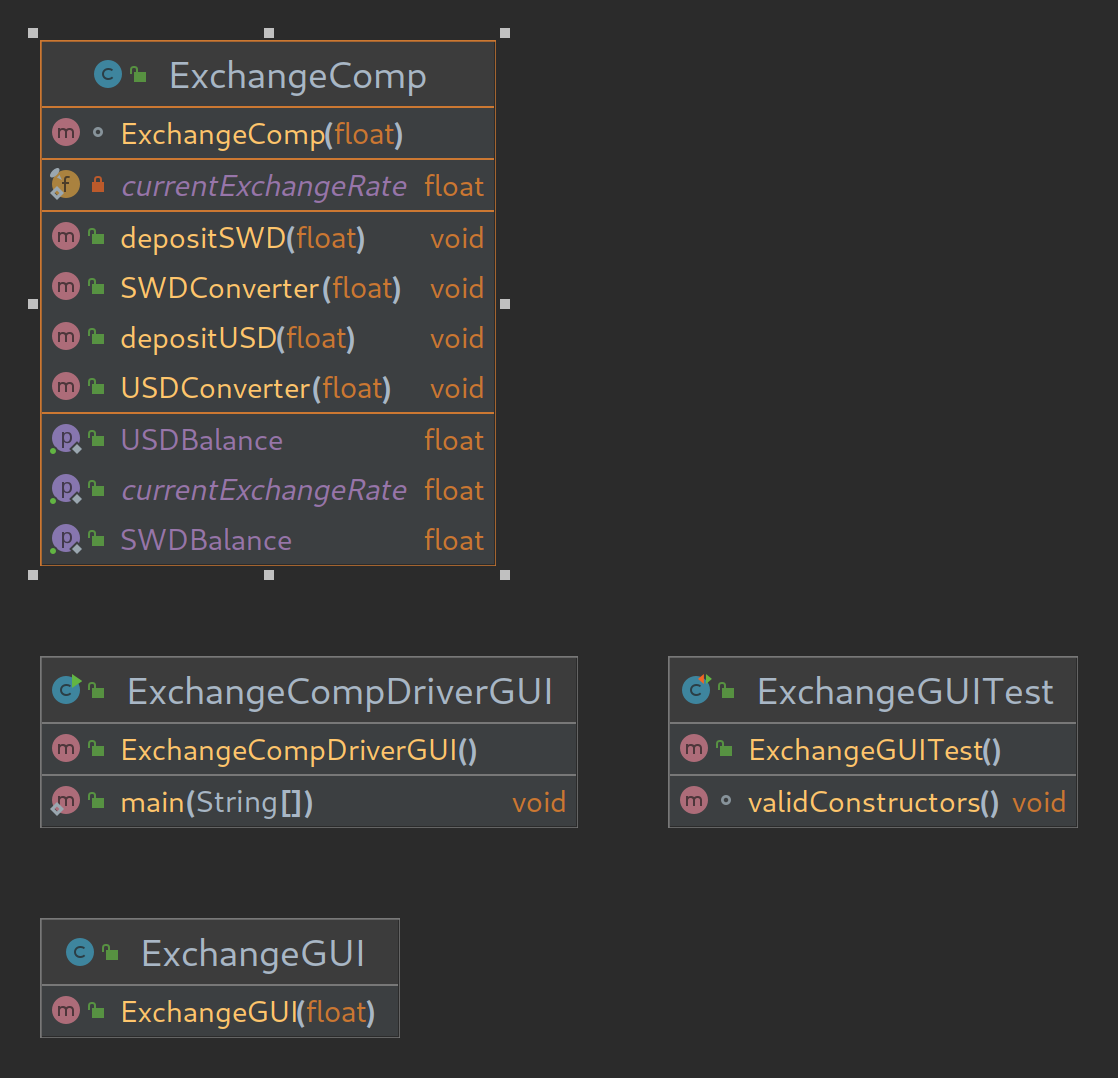 ExchangeComp
ExchangeComp(float)
currentExchangeRate float
depositSWD(float) void
SWDConverter(float) void
depositUSD(float) void
USDConverter(float) void
USDBalance float
currentExchangeRate float
SWDBalance float
ExchangeCompDriverGUI
ExchangeCompDriverGUI()
main(String[]) void
ExchangeGUITest
ExchangeGUITest()
validConstructors() void
ExchangeGUI
ExchangeGUI(float)